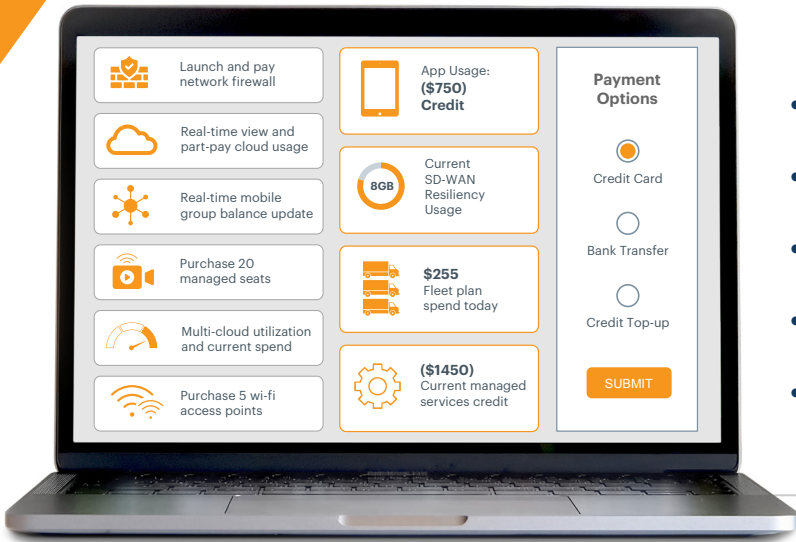 Launch and pay
network firewall
Real-time view and
part-pay cloud usage
Real-time mobile
group balance update
Purchase 20
managed seats
Multi-cloud utilization
and current spend
Purchase 5 wi-fi
access points
App Usage:
($750)
Credit
8GB
Current
SD-WAN
Resiliency
Usage
$255
Fleet plan
spend today
($1450)
Current managed
services credit
Payment
Options
Credit Card
Bank Transfer
Credit Top-up
SUBMIT